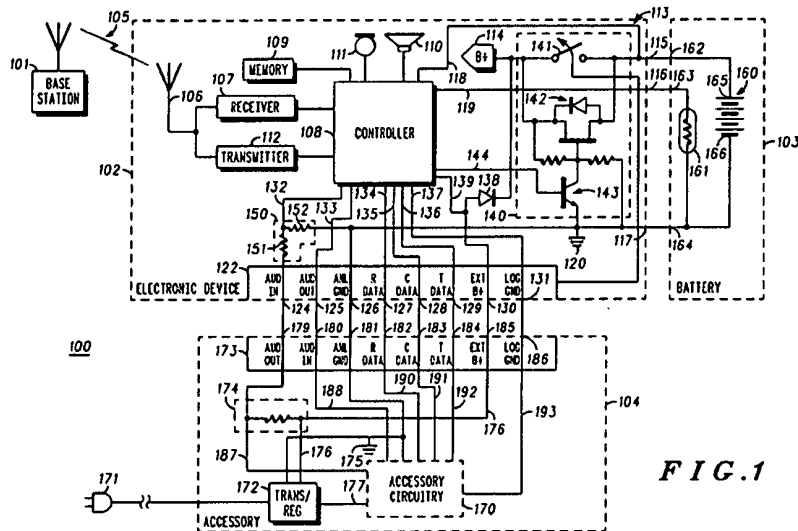 105
113
114
B+
141
115
162
101
BASE
STATION
109
MEMORY
111
110
118
116
163
165
160
106
107
RECEIVER
108
CONTROLLER
119
142
166
161
103
102
112
TRANSMITTER
144
143
132
134
137
139
138
140
150
152
133
135
136
151
120
117
164
122
ELECTRONIC DEVICE
AUD IN
AUD OUT
ANL GND
R DATA
C DATA
T DATA
EXT B+
LOG GND
131
BATTERY
124
125
126
127
128
129
130
100
179
180
181
182
183
184
185
186
173
AUD OUT
AUD IN
ANL GND
R DATA
C DATA
T DATA
EXT B+
LOG GND
174
188
190
191
192
176
193
104
187
176
175
171
172
TRANS/
REG
177
ACCESSORY
CIRCUITRY
170
ACCESSORY
FIG.1